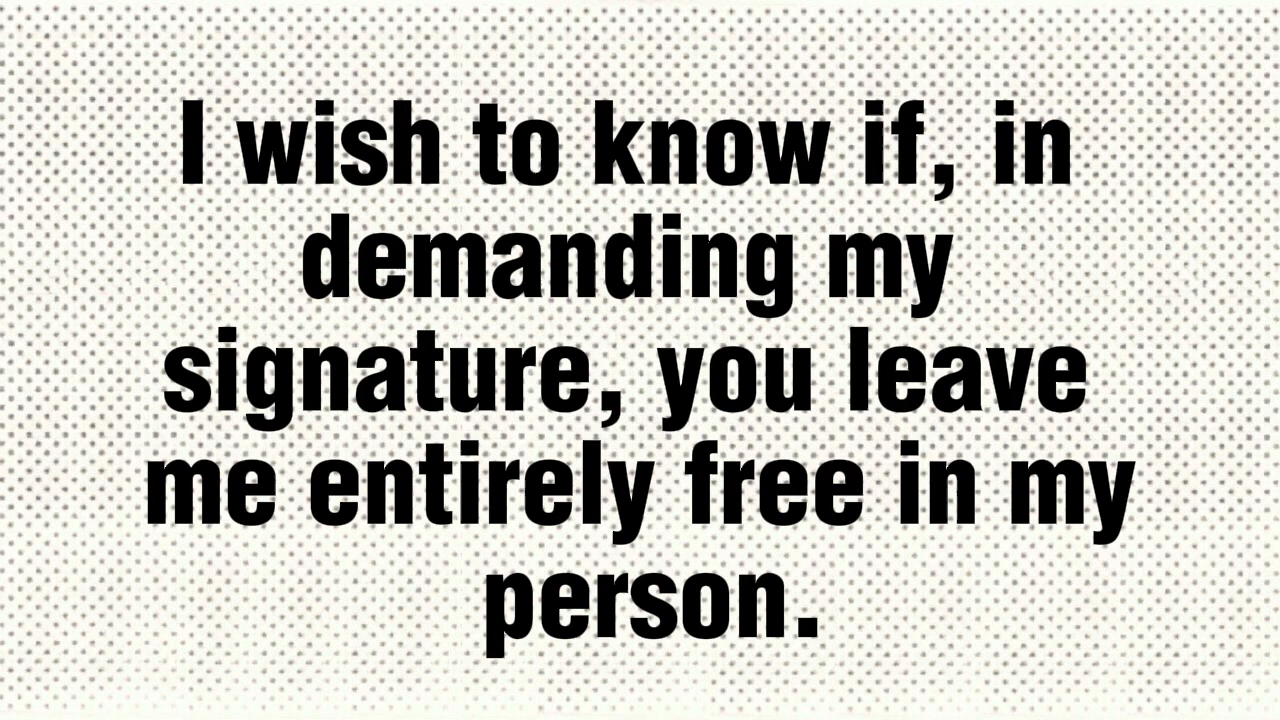 I wish to know if, in
demanding my
signature, you leave
me entirely free in my
person.